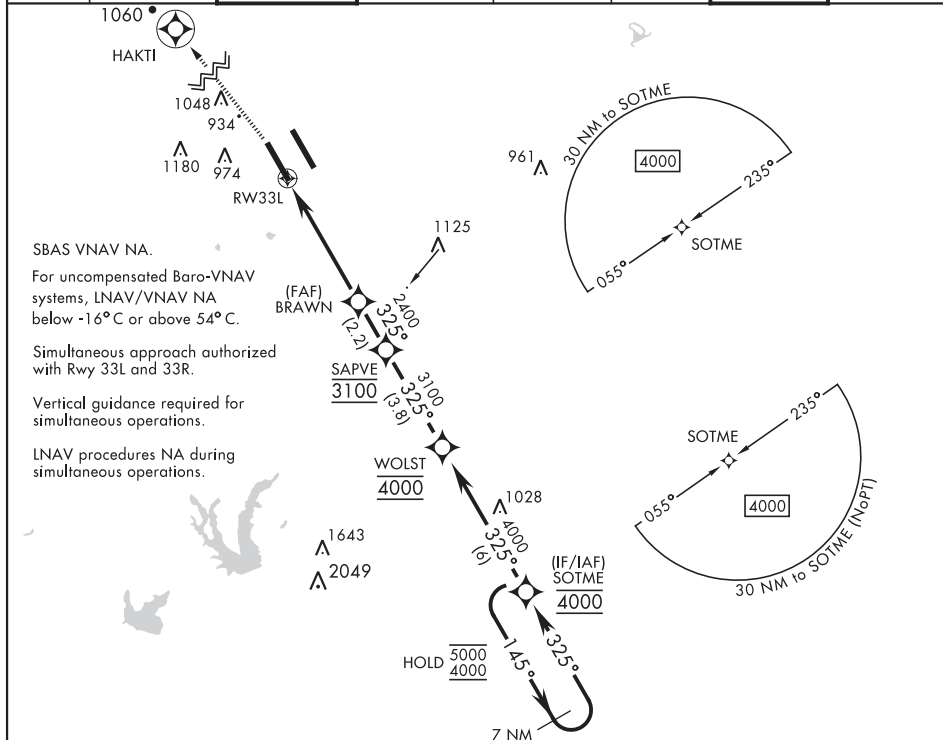 1060
HAKTI
1048
934
1180
974
RW33L
961
30 NM to SOTME
4000
235°
SOTME
055°
1125
SBAS VNAV NA.
For uncompensated Baro-VNAV
systems, LNAV/VNAV NA
below -16°C or above 54°C.
Simultaneous approach authorized
with Rwy 33L and 33R.
Vertical guidance required for
simultaneous operations.
LNAV procedures NA during
simultaneous operations.
(FAF)
BRAWN
2400
325°
(2.2)
SAPVE
3100
3100
325°
(3.8)
WOLST
4000
1028
4000
325°
(6)
(IF/IAF)
SOTME
4000
1643
2049
HOLD
5000
4000
145°
325°
7 NM
SOTME
235°
055°
4000
30 NM to SOTME (NoPT)